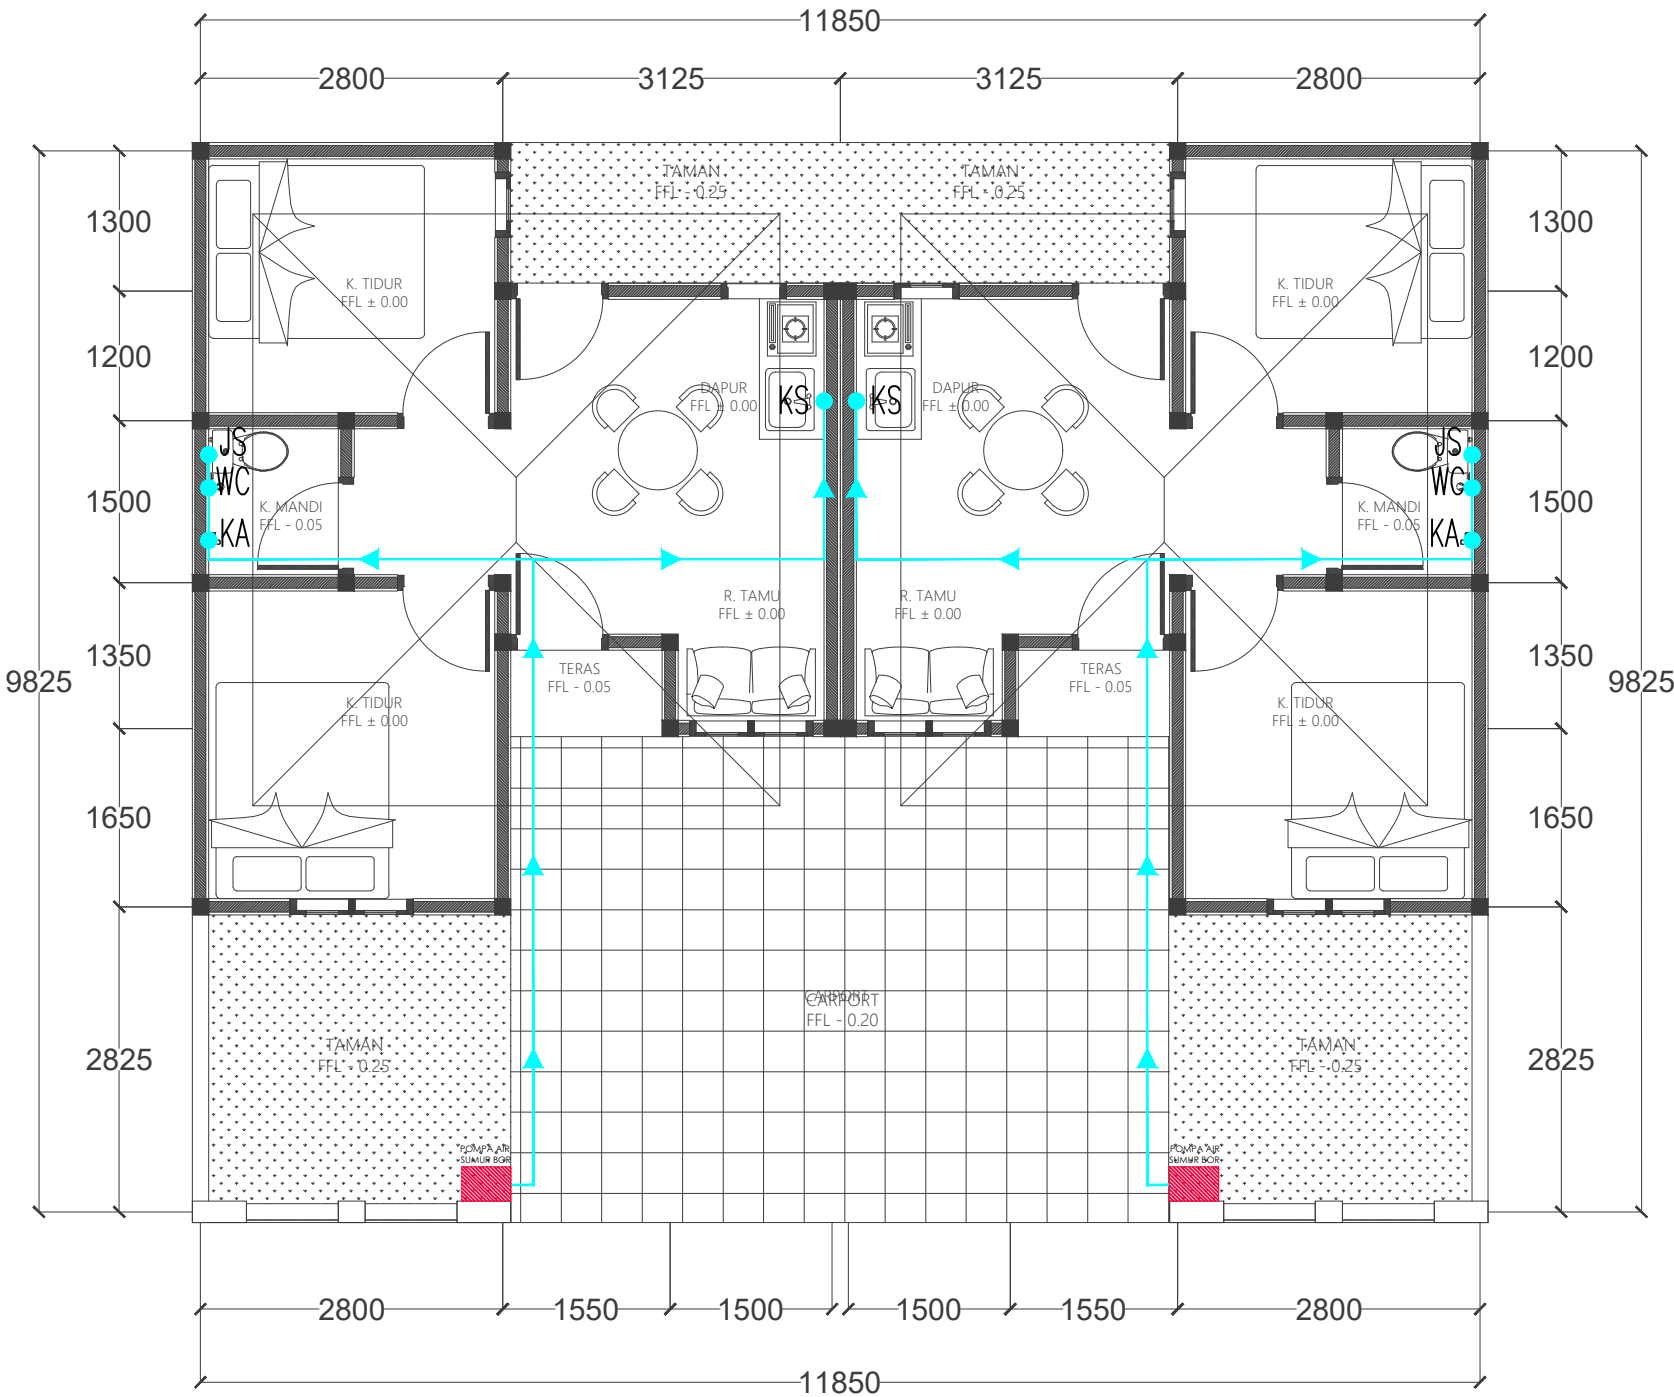 11850
2800
3125
3125
2800
TAMAN
FFL - 0.25
TAMAN
FFL - 0.25
1300
1300
K. TIDUR
FFL ± 0.00
K. TIDUR
FFL ± 0.00
1200
1200
DAPUR
FFL ± 0.00
KS
KS
DAPUR
FFL ± 0.00
JS
WC
KA
JS
WC
KA
1500
K. MANDI
FFL - 0.05
K. MANDI
FFL - 0.05
1500
R. TAMU
FFL ± 0.00
R. TAMU
FFL ± 0.00
1350
1350
TERAS
FFL - 0.05
TERAS
FFL - 0.05
9825
9825
K. TIDUR
FFL ± 0.00
K. TIDUR
FFL ± 0.00
1650
1650
CARPORT
CARPORT
FFL - 0.20
TAMAN
FFL - 0.25
TAMAN
FFL - 0.25
2825
2825
POMPA AIR
SUMUR BOR
POMPA AIR
SUMUR BOR
2800
1550
1500
1500
1550
2800
11850